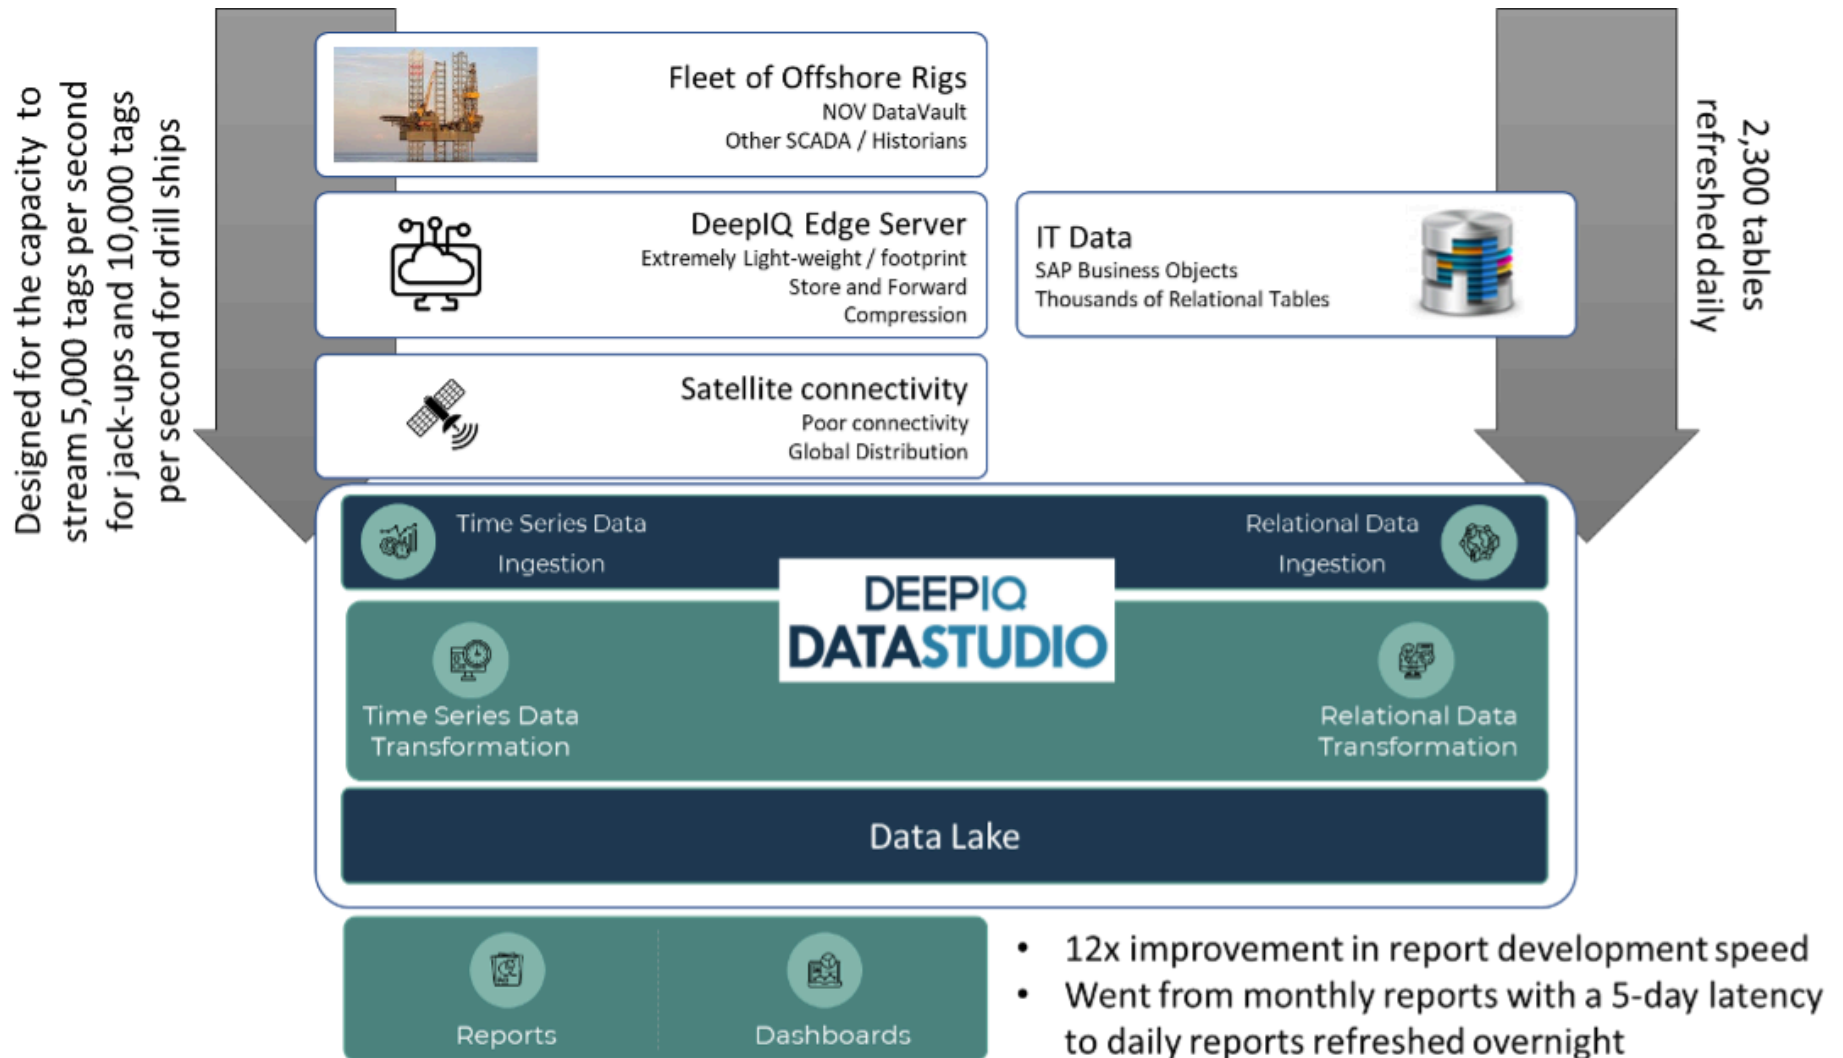 Designed for the capacity to
stream 5,000 tags per second
for jack-ups and 10,000 tags
per second for drill ships
Fleet of Offshore Rigs
NOV DataVault
Other SCADA / Historians
DeepIQ Edge Server
Extremely Light-weight / footprint
Store and Forward
Compression
IT Data
SAP Business Objects
Thousands of Relational Tables
2,300 tables
refreshed daily
Satellite connectivity
Poor connectivity
Global Distribution
Time Series Data
Ingestion
Relational Data
Ingestion
DEEPIQ
DATASTUDIO
Time Series Data
Transformation
Relational Data
Transformation
Data Lake
Reports
Dashboards
• 12x improvement in report development speed
• Went from monthly reports with a 5-day latency
to daily reports refreshed overnight